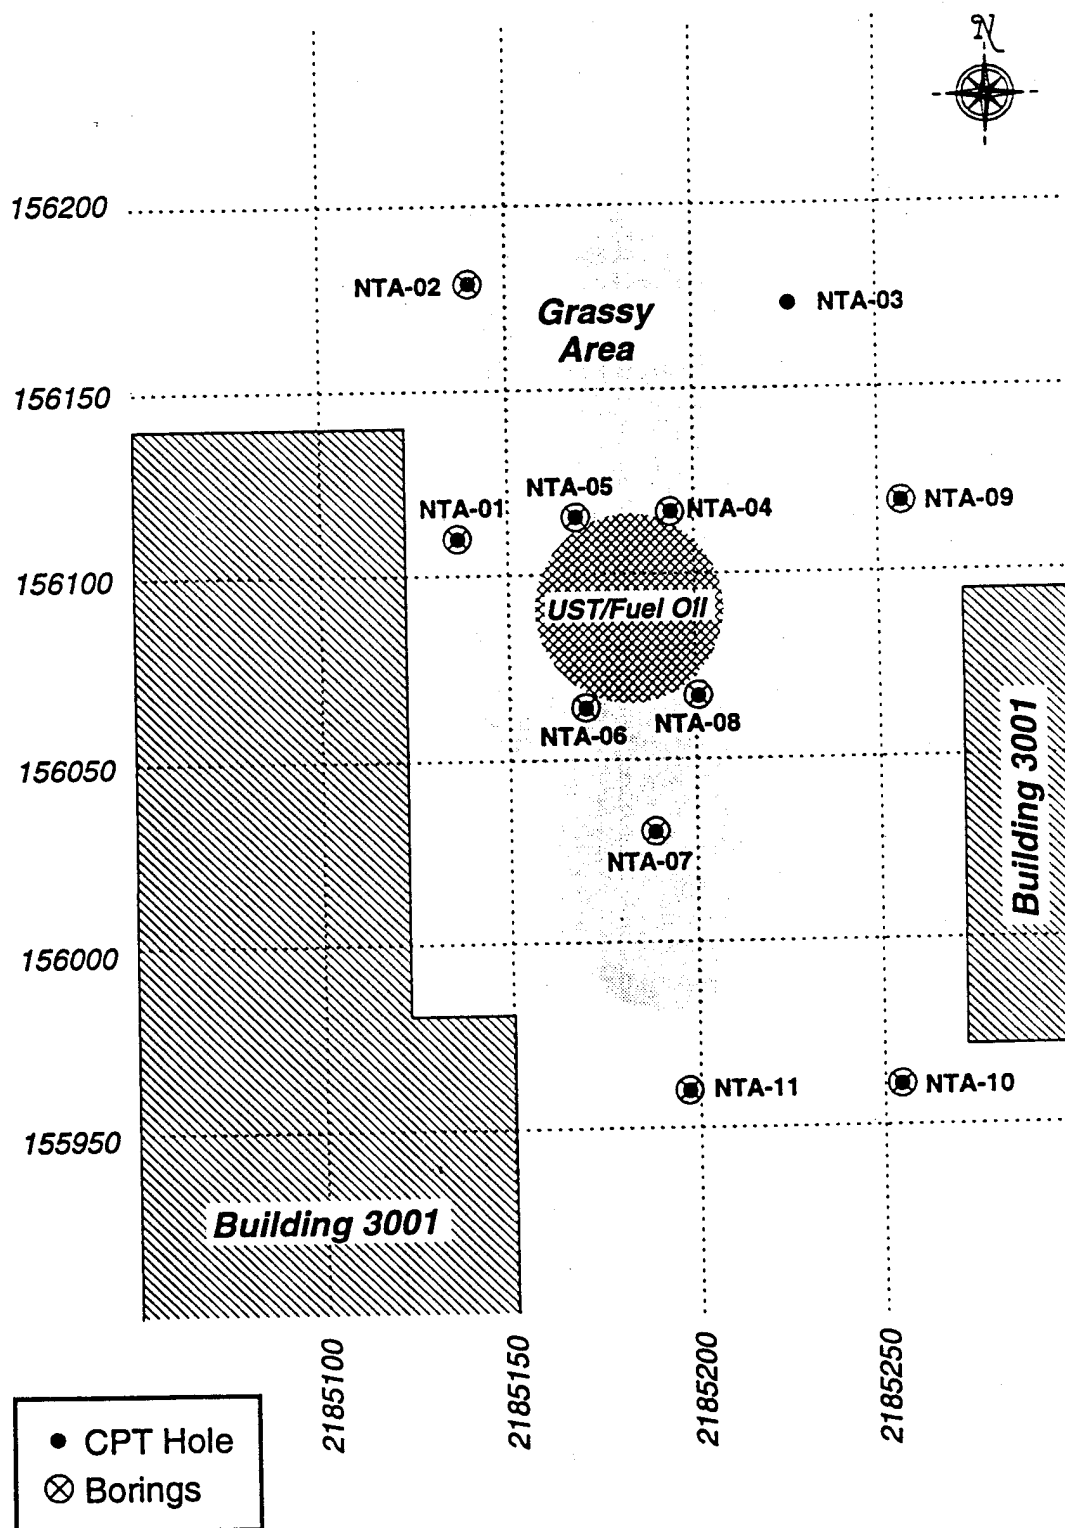 N
156200
NTA-02
NTA-03
Grassy
Area
156150
NTA-05
NTA-01
NTA-04
NTA-09
156100
UST/Fuel Oil
NTA-06
NTA-08
156050
NTA-07
Building 3001
156000
NTA-11
NTA-10
155950
Building 3001
2185100
2185150
2185200
2185250
CPT Hole
Borings